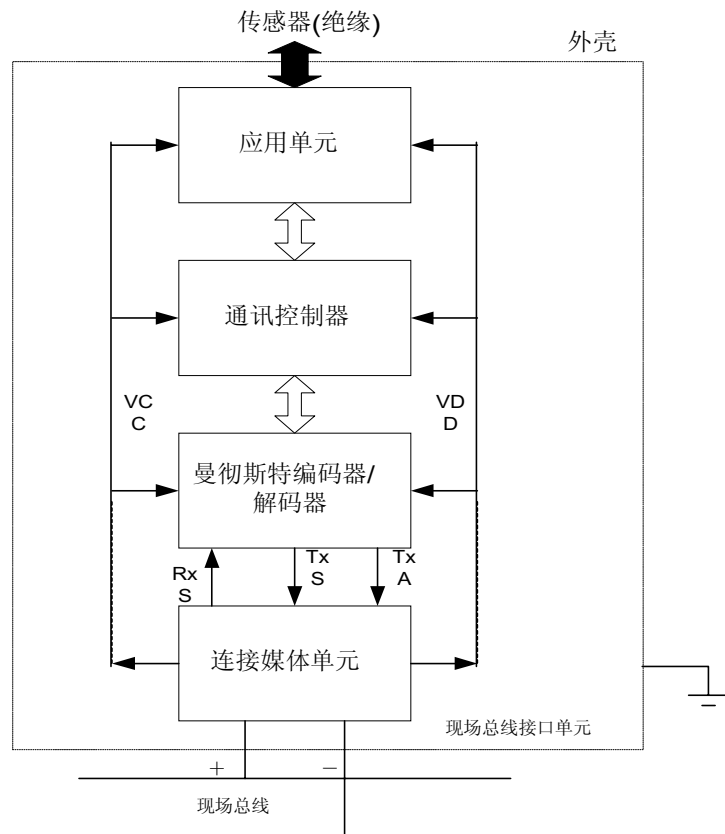 传感器(绝缘)
外壳
应用单元
通讯控制器
VC
C
VD
D
曼彻斯特编码器/
解码器
Rx
S
Tx
S
Tx
A
连接媒体单元
现场总线接口单元
+
−
现场总线